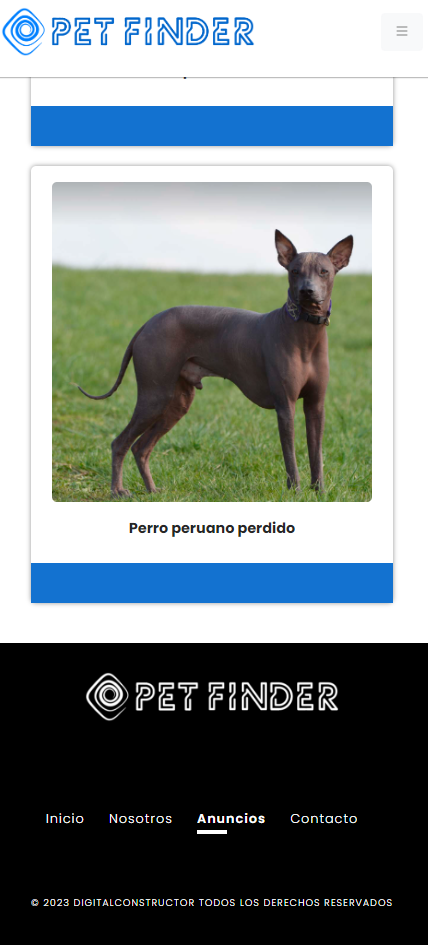 PET FINDER
Perro peruano perdido
PET FINDER
Inicio Nosotros Anuncios Contacto
© 2023 DIGITALCONSTRUCTOR TODOS LOS DERECHOS RESERVADOS